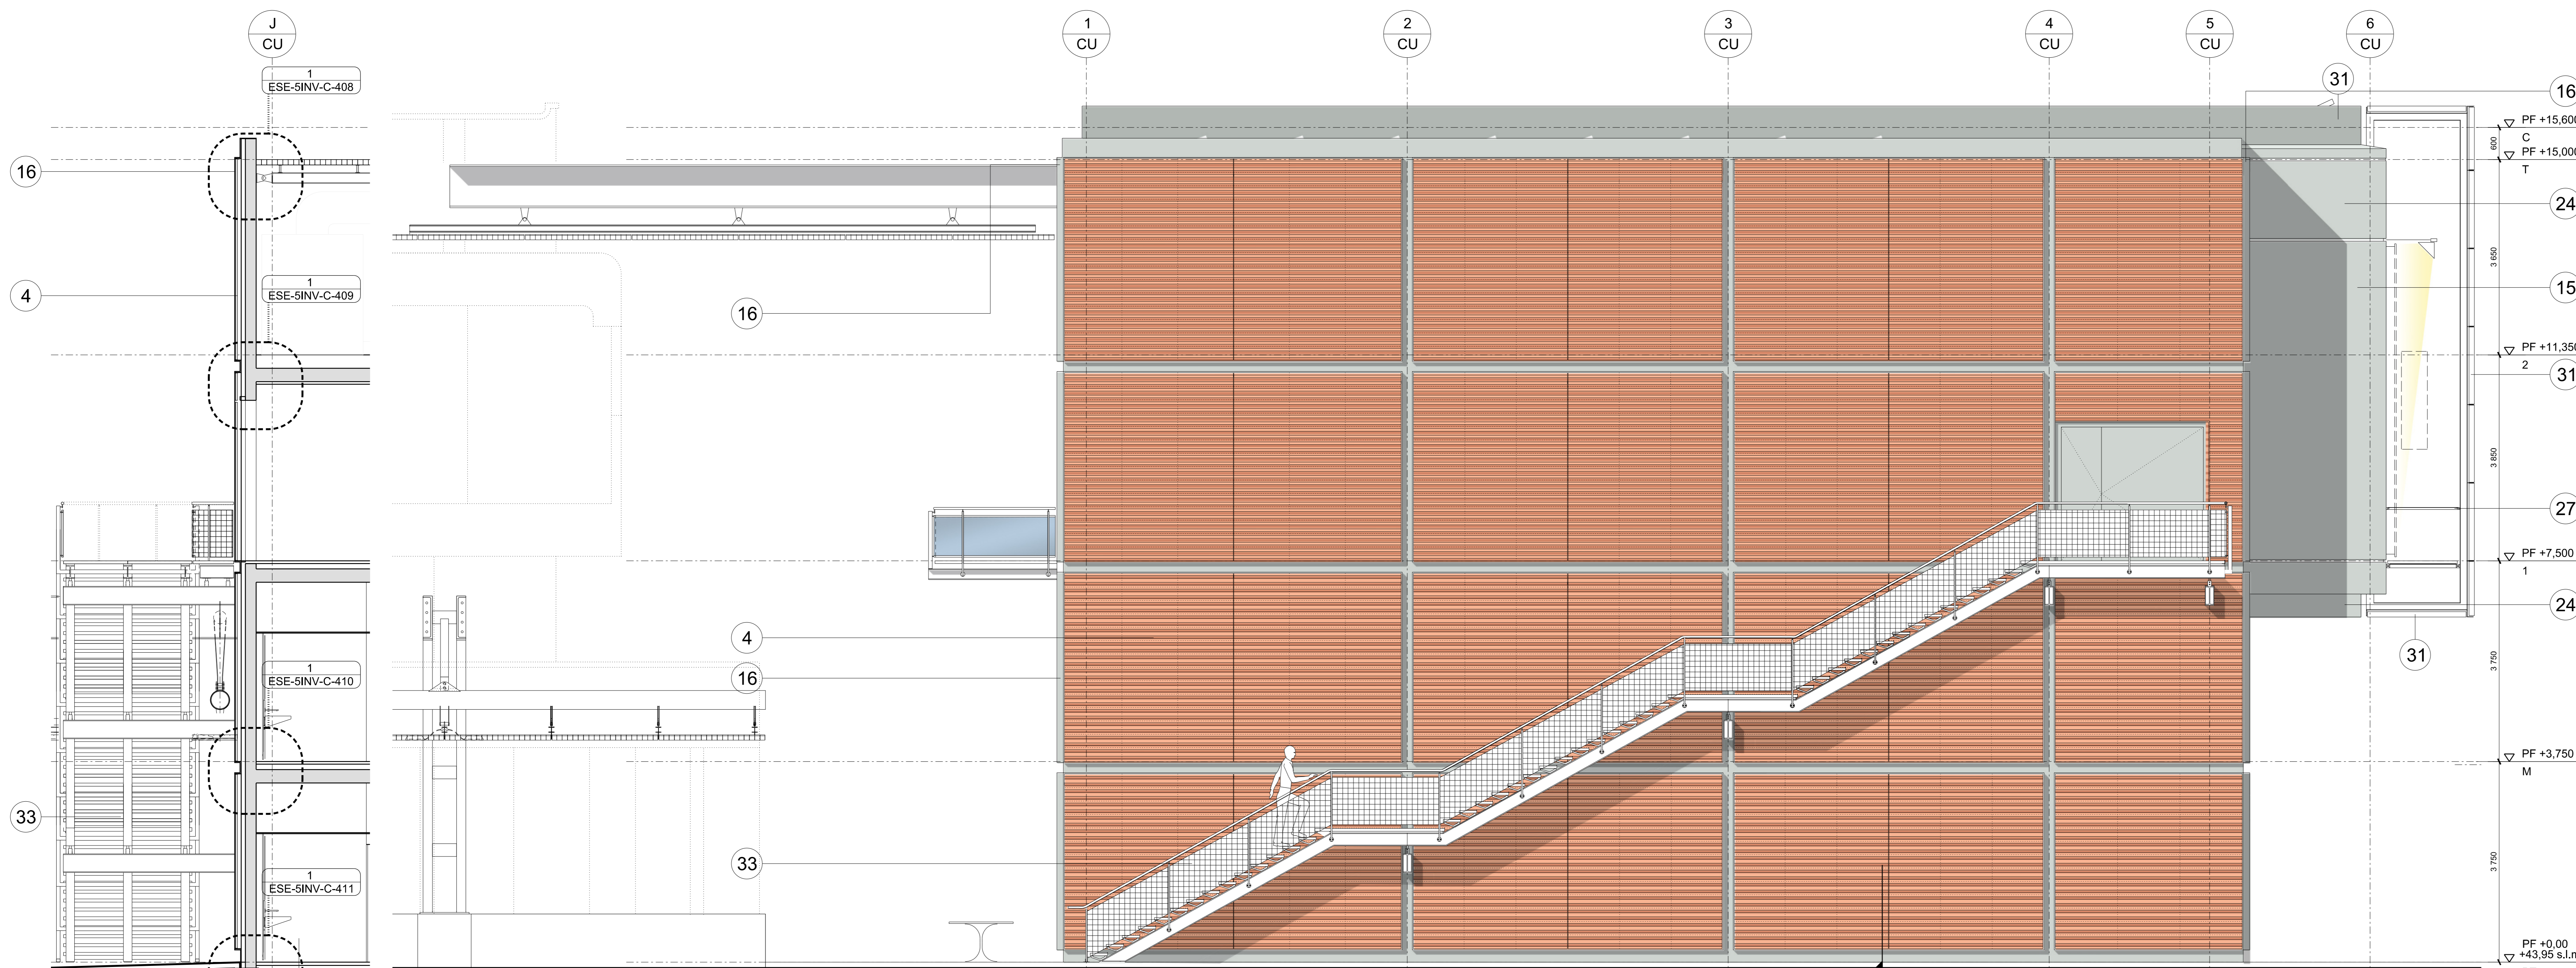 J
CU
1
CU
2
CU
3
CU
4
CU
5
CU
6
CU
1
ESE-5INV-C-408
31
16
PF +15,600
C
600
PF +15,000
T
16
24
3 650
4
1
ESE-5INV-C-409
15
16
PF +11,350
2
31
3 850
27
PF +7,500
1
24
4
31
1
ESE-5INV-C-410
16
3 750
PF +3,750
M
33
33
3 750
1
ESE-5INV-C-411
PF +0,00
+43,95 s.l.